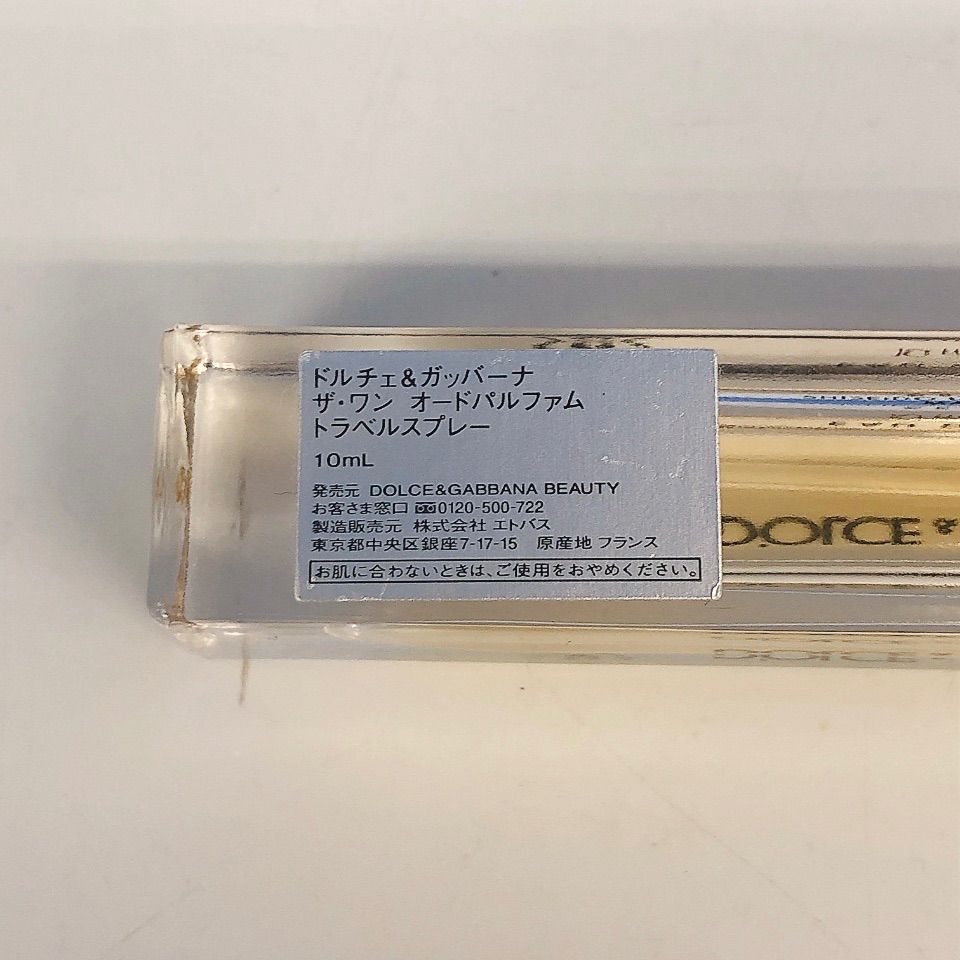 ドルチェ&ガッバーナ
ザ・ワン オードパルファム
トラベルスプレー
10mL
発売元 DOLCE&GABBANA BEAUTY
お客さま窓口 0120-500-722
製造販売元 株式会社 エトバス
東京都中央区銀座7-17-15 原産地 フランス
お肌に合わないときは、ご使用をおやめください。
DOLCE &